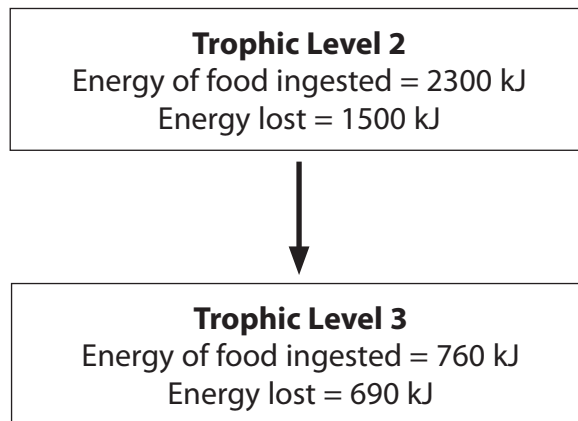 Trophic Level 2
Energy of food ingested = 2300 kJ
Energy lost = 1500 kJ
Trophic Level 3
Energy of food ingested = 760 kJ
Energy lost = 690 kJ